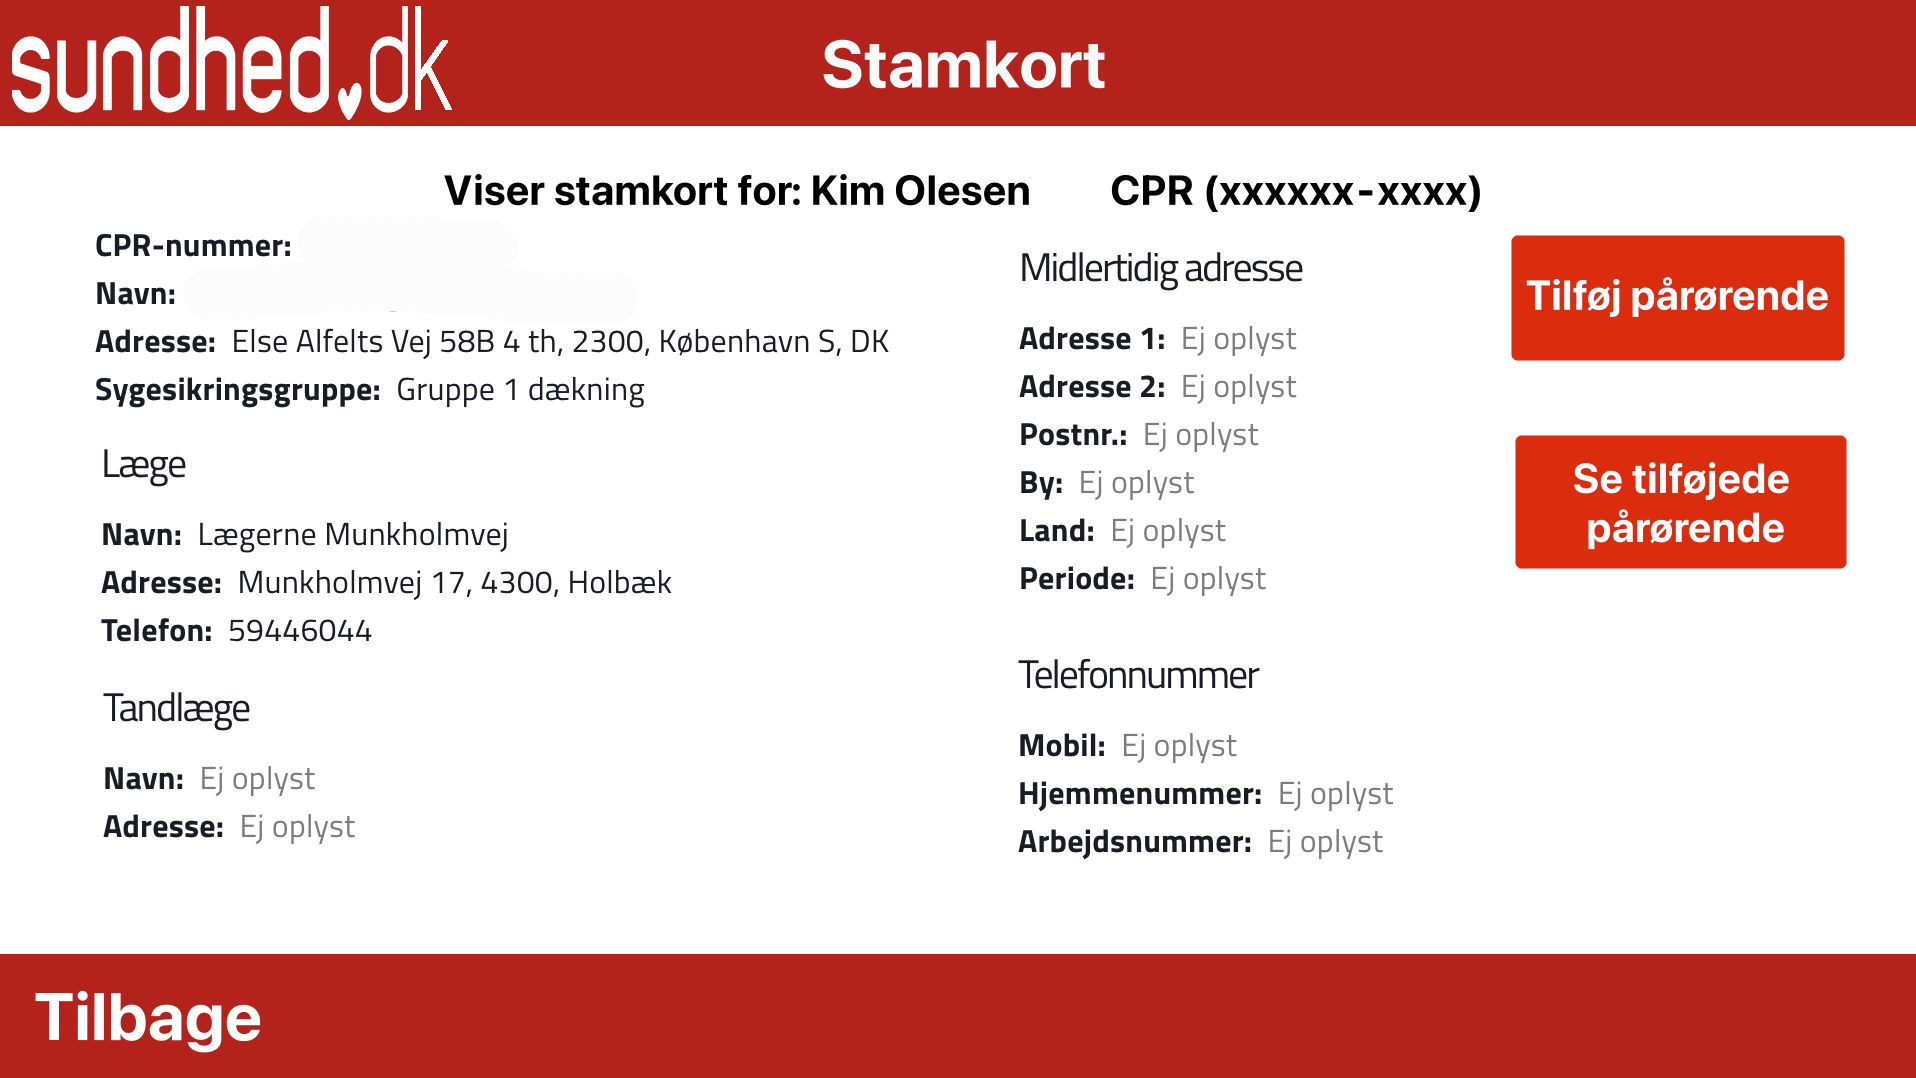 sundhed.dk
Stamkort
Viser stamkort for: Kim Olesen CPR (xxxxxx-xxxx)
CPR-nummer:
Navn:
Adresse: Else Alfelts Vej 58B 4 th, 2300, København S, DK
Sygesikringsgruppe: Gruppe 1 dækning
Læge
Navn: Lægerne Munkholmvej
Adresse: Munkholmvej 17, 4300, Holbæk
Telefon: 59446044
Tandlæge
Navn: Ej oplyst
Adresse: Ej oplyst
Midlertidig adresse
Adresse 1: Ej oplyst
Adresse 2: Ej oplyst
Postnr.: Ej oplyst
By: Ej oplyst
Land: Ej oplyst
Periode: Ej oplyst
Telefonnummer
Mobil: Ej oplyst
Hjemmenummer: Ej oplyst
Arbejdsnummer: Ej oplyst
Tilføj pårørende
Se tilføjede
pårørende
Tilbage